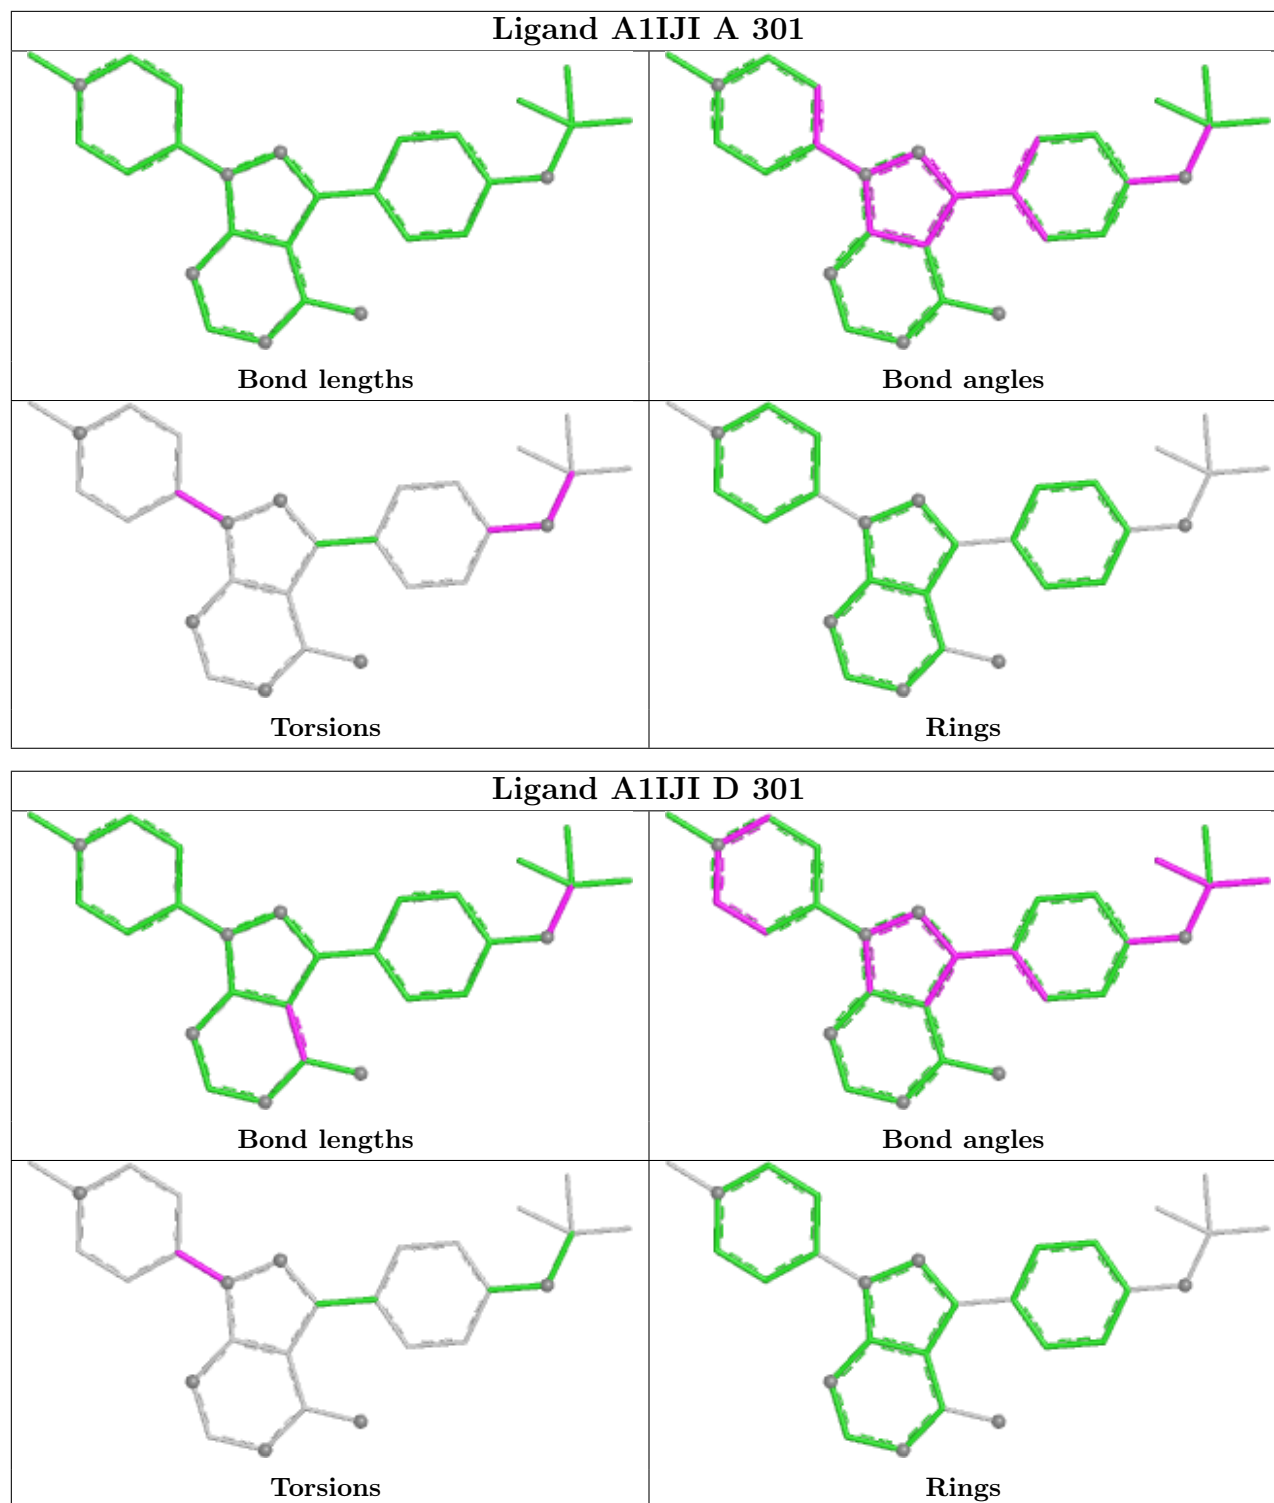 Ligand A1IJI A 301
Bond lengths
Bond angles
Torsions
Rings
Ligand A1IJI D 301
Bond lengths
Bond angles
Torsions
Rings